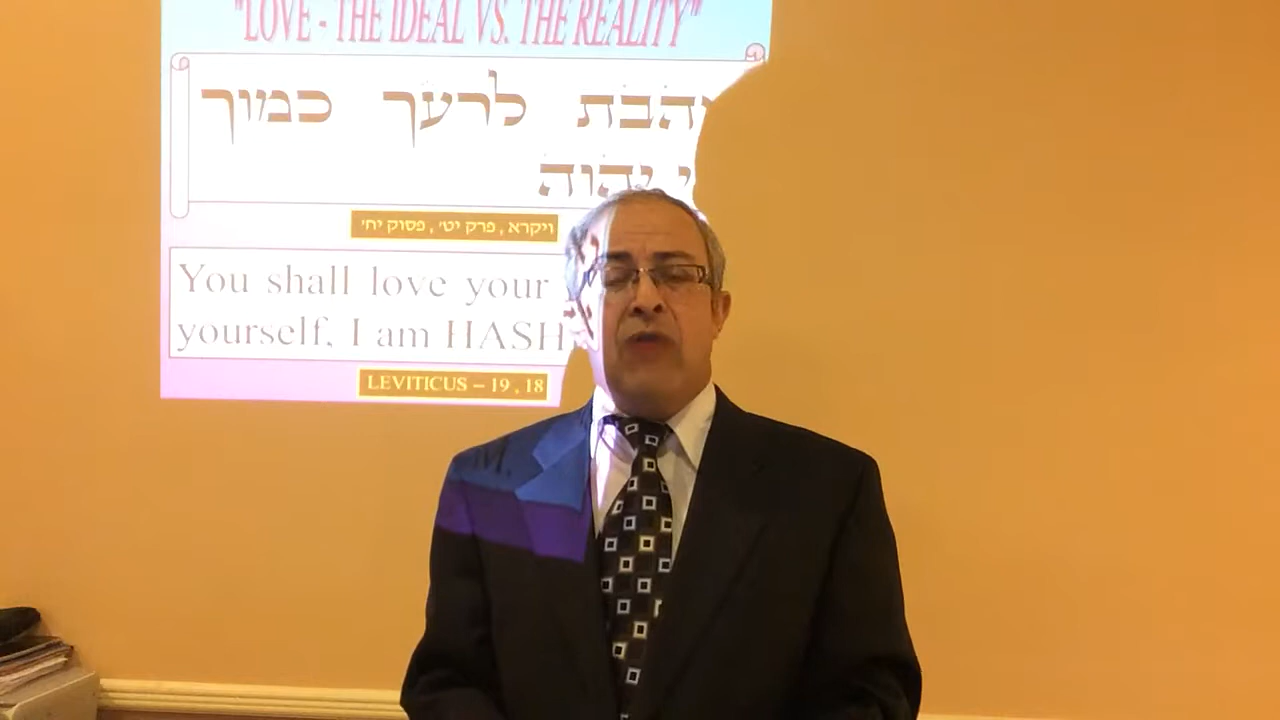 "LOVE - THE IDEAL VS. THE REALITY"
הבת לרעך כמוך
י יהוה
ויקרא, פרק יט׳, פסוק יח׳
You shall love your
yourself, I am HASH
LEVITICUS – 19, 18